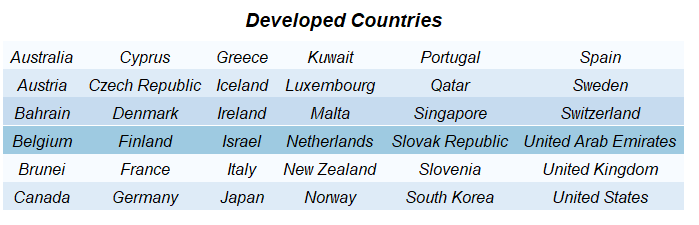 Developed Countries
Australia Cyprus Greece Kuwait Portugal Spain
Austria Czech Republic Iceland Luxembourg Qatar Sweden
Bahrain Denmark Ireland Malta Singapore Switzerland
Belgium Finland Israel Netherlands Slovak Republic United Arab Emirates
Brunei France Italy New Zealand Slovenia United Kingdom
Canada Germany Japan Norway South Korea United States